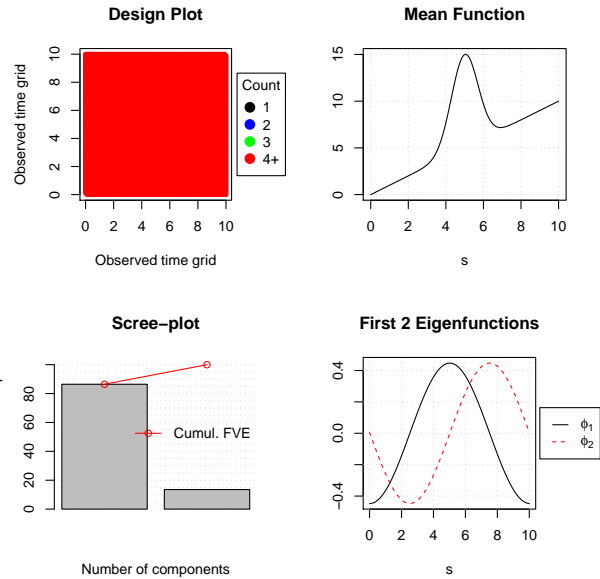 Design Plot
Observed time grid
10
8
6
4
2
0
0 2 4 6 8 10
Observed time grid
Count
1
2
3
4+
Mean Function
15
10
5
0
0 2 4 6 8 10
s
Scree−plot
80
60
40
20
0
Cumul. FVE
Number of components
First 2 Eigenfunctions
0.4
0.0
−0.4
0 2 4 6 8 10
s
ϕ1
ϕ2